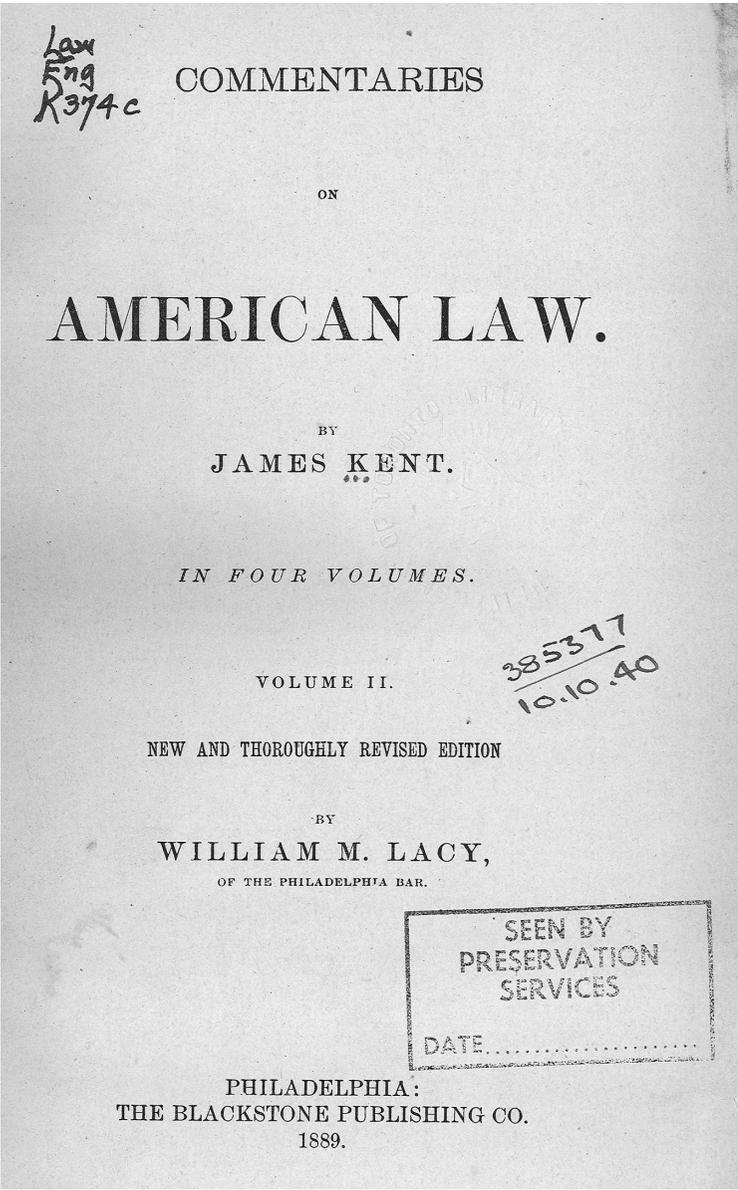 Law
Eng
K374c
COMMENTARIES
ON
AMERICAN LAW.
BY
JAMES KENT.
IN FOUR VOLUMES.
VOLUME II.
385377
10.10.40
NEW AND THOROUGHLY REVISED EDITION
BY
WILLIAM M. LACY,
OF THE PHILADELPHIA BAR.
SEEN BY
PRESERVATION
SERVICES
DATE......................
PHILADELPHIA:
THE BLACKSTONE PUBLISHING CO.
1889.